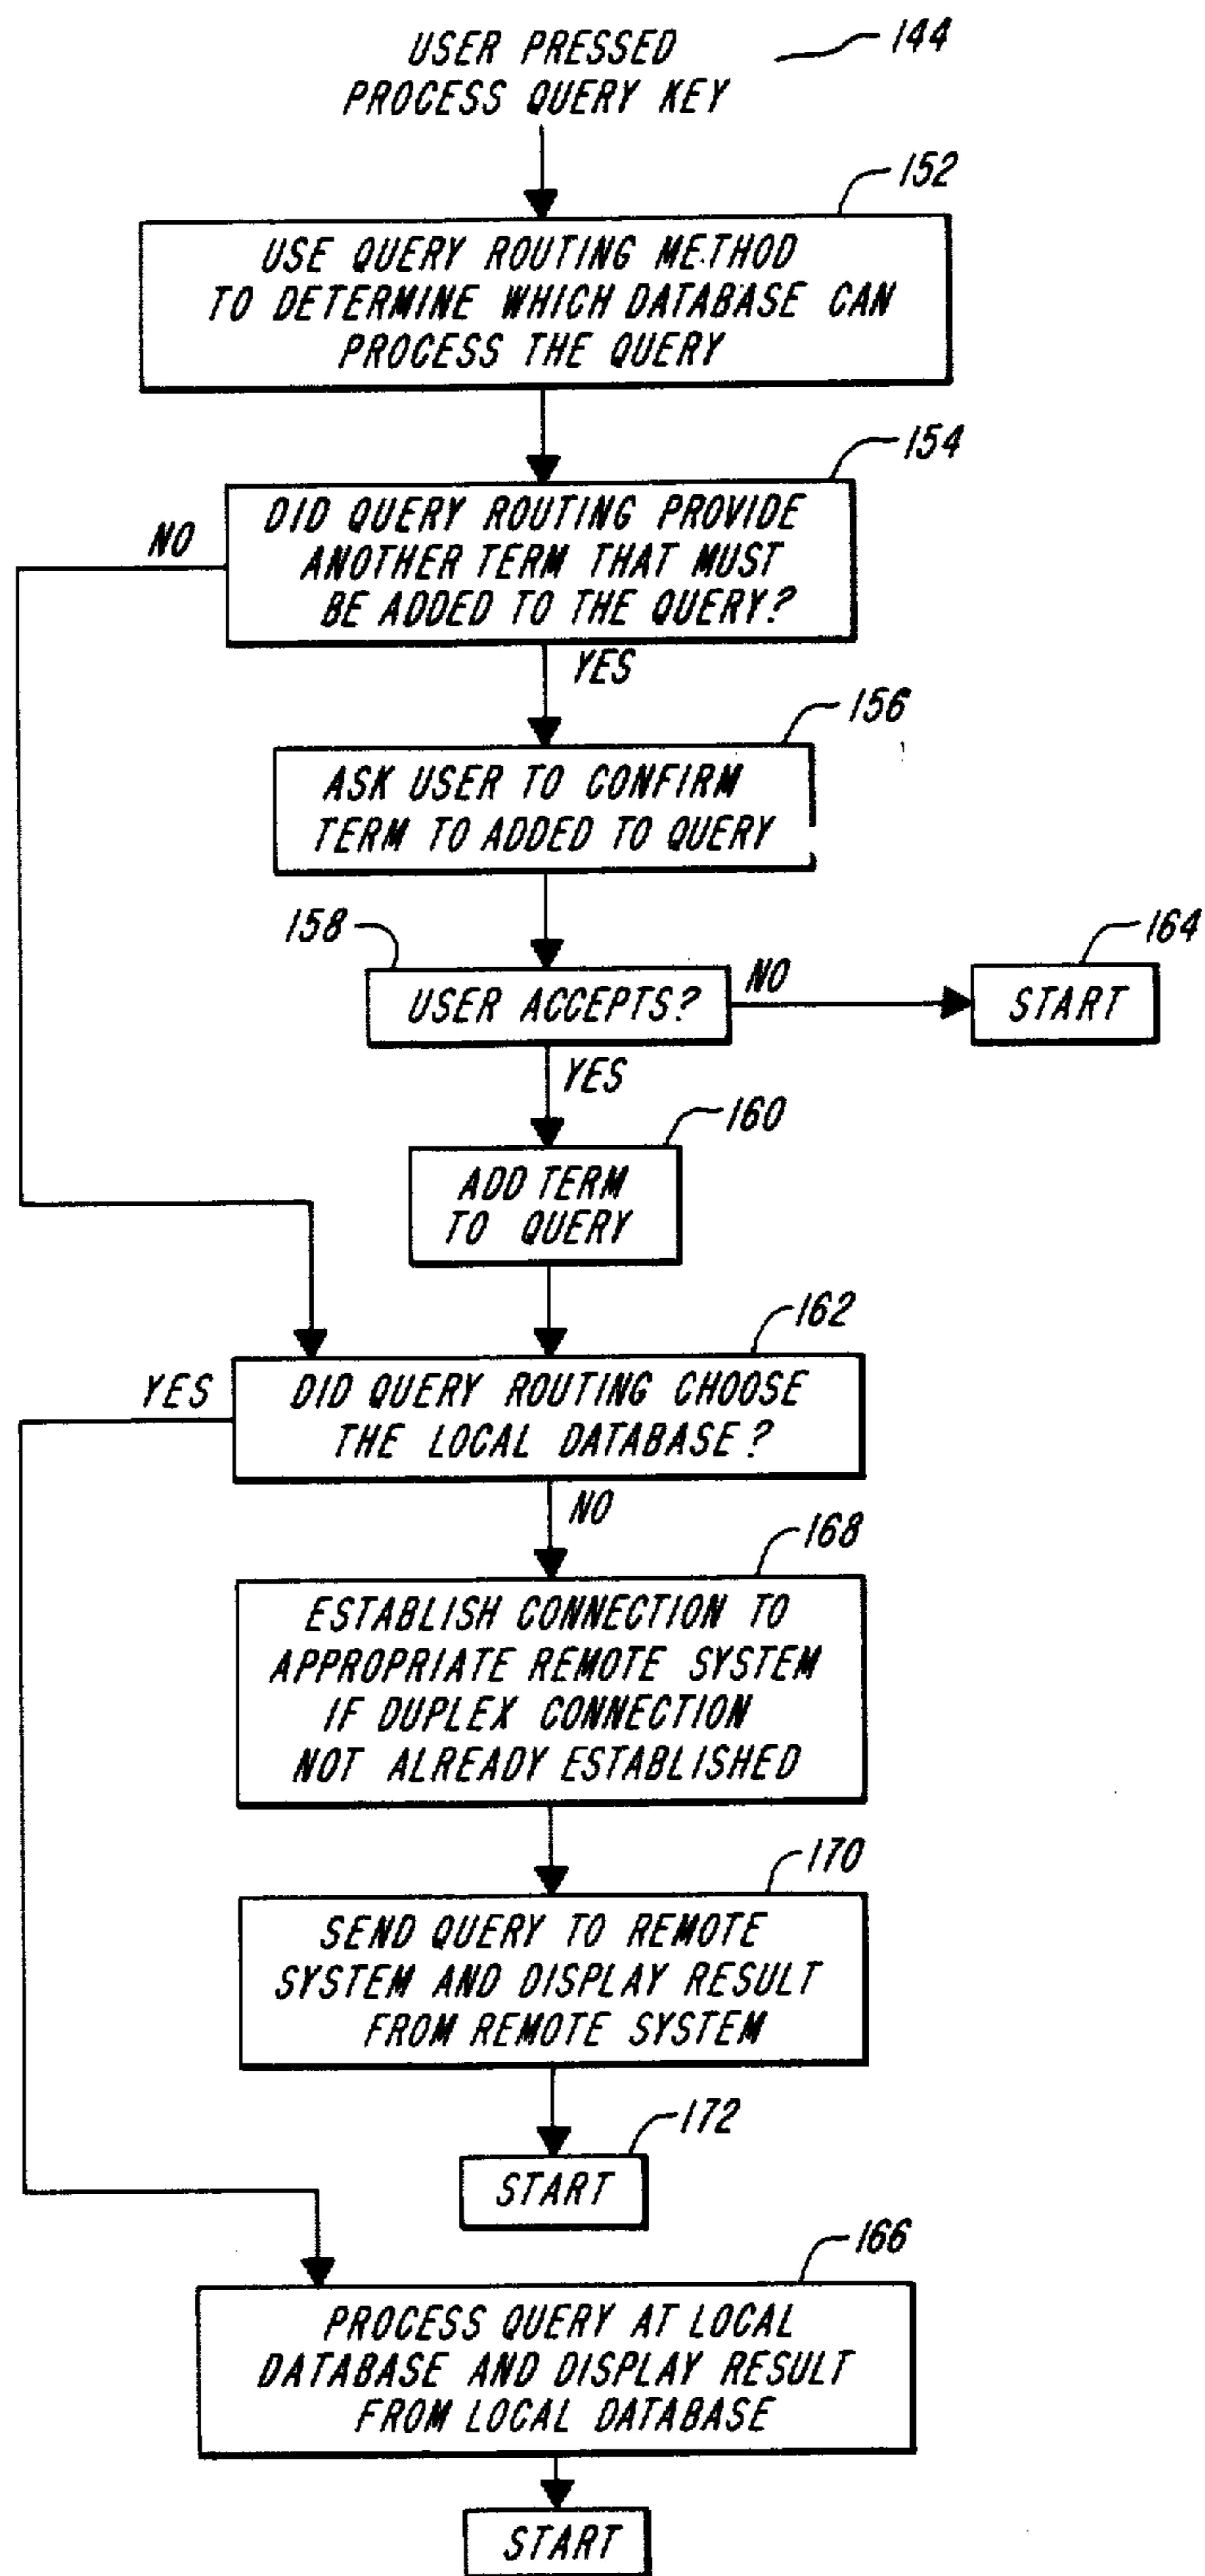 USER PRESSED
PROCESS QUERY KEY
144
152
USE QUERY ROUTING METHOD
TO DETERMINE WHICH DATABASE CAN
PROCESS THE QUERY
154
DID QUERY ROUTING PROVIDE
ANOTHER TERM THAT MUST
BE ADDED TO THE QUERY?
NO
YES
156
ASK USER TO CONFIRM
TERM TO ADDED TO QUERY
158
USER ACCEPTS?
NO
164
START
YES
160
ADD TERM
TO QUERY
162
YES
DID QUERY ROUTING CHOOSE
THE LOCAL DATABASE?
NO
168
ESTABLISH CONNECTION TO
APPROPRIATE REMOTE SYSTEM
IF DUPLEX CONNECTION
NOT ALREADY ESTABLISHED
170
SEND QUERY TO REMOTE
SYSTEM AND DISPLAY RESULT
FROM REMOTE SYSTEM
172
START
166
PROCESS QUERY AT LOCAL
DATABASE AND DISPLAY RESULT
FROM LOCAL DATABASE
START